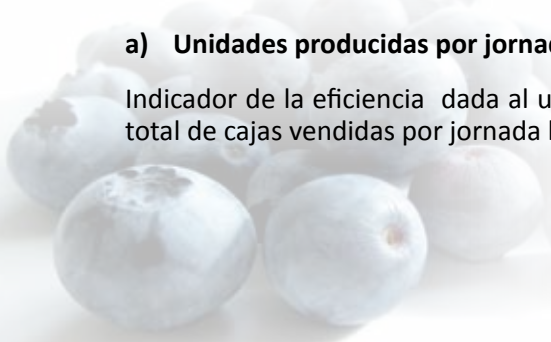 a) Unidades producidas por jornad
Indicador de la eficiencia dada al u
total de cajas vendidas por jornada l